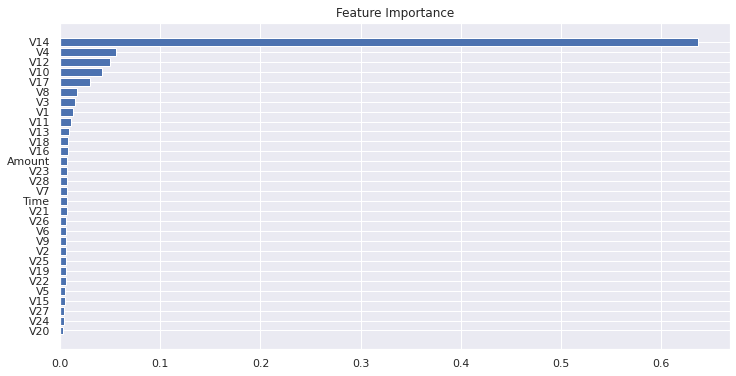 Feature Importance
V14
V4
V12
V10
V17
V8
V3
V1
V11
V13
V18
V16
Amount
V23
V28
V7
Time
V21
V26
V6
V9
V2
V25
V19
V22
V5
V15
V27
V24
V20
0.0 0.1 0.2 0.3 0.4 0.5 0.6